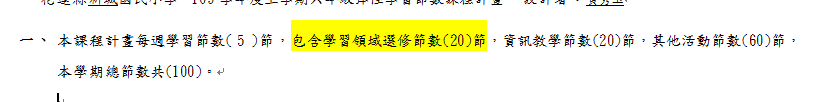 一、 本課程計畫每週學習節數( 5 )節，包含學習領域選修節數(20)節，資訊教學節數(20)節，其他活動節數(60)節，
本學期總節數共(100)。